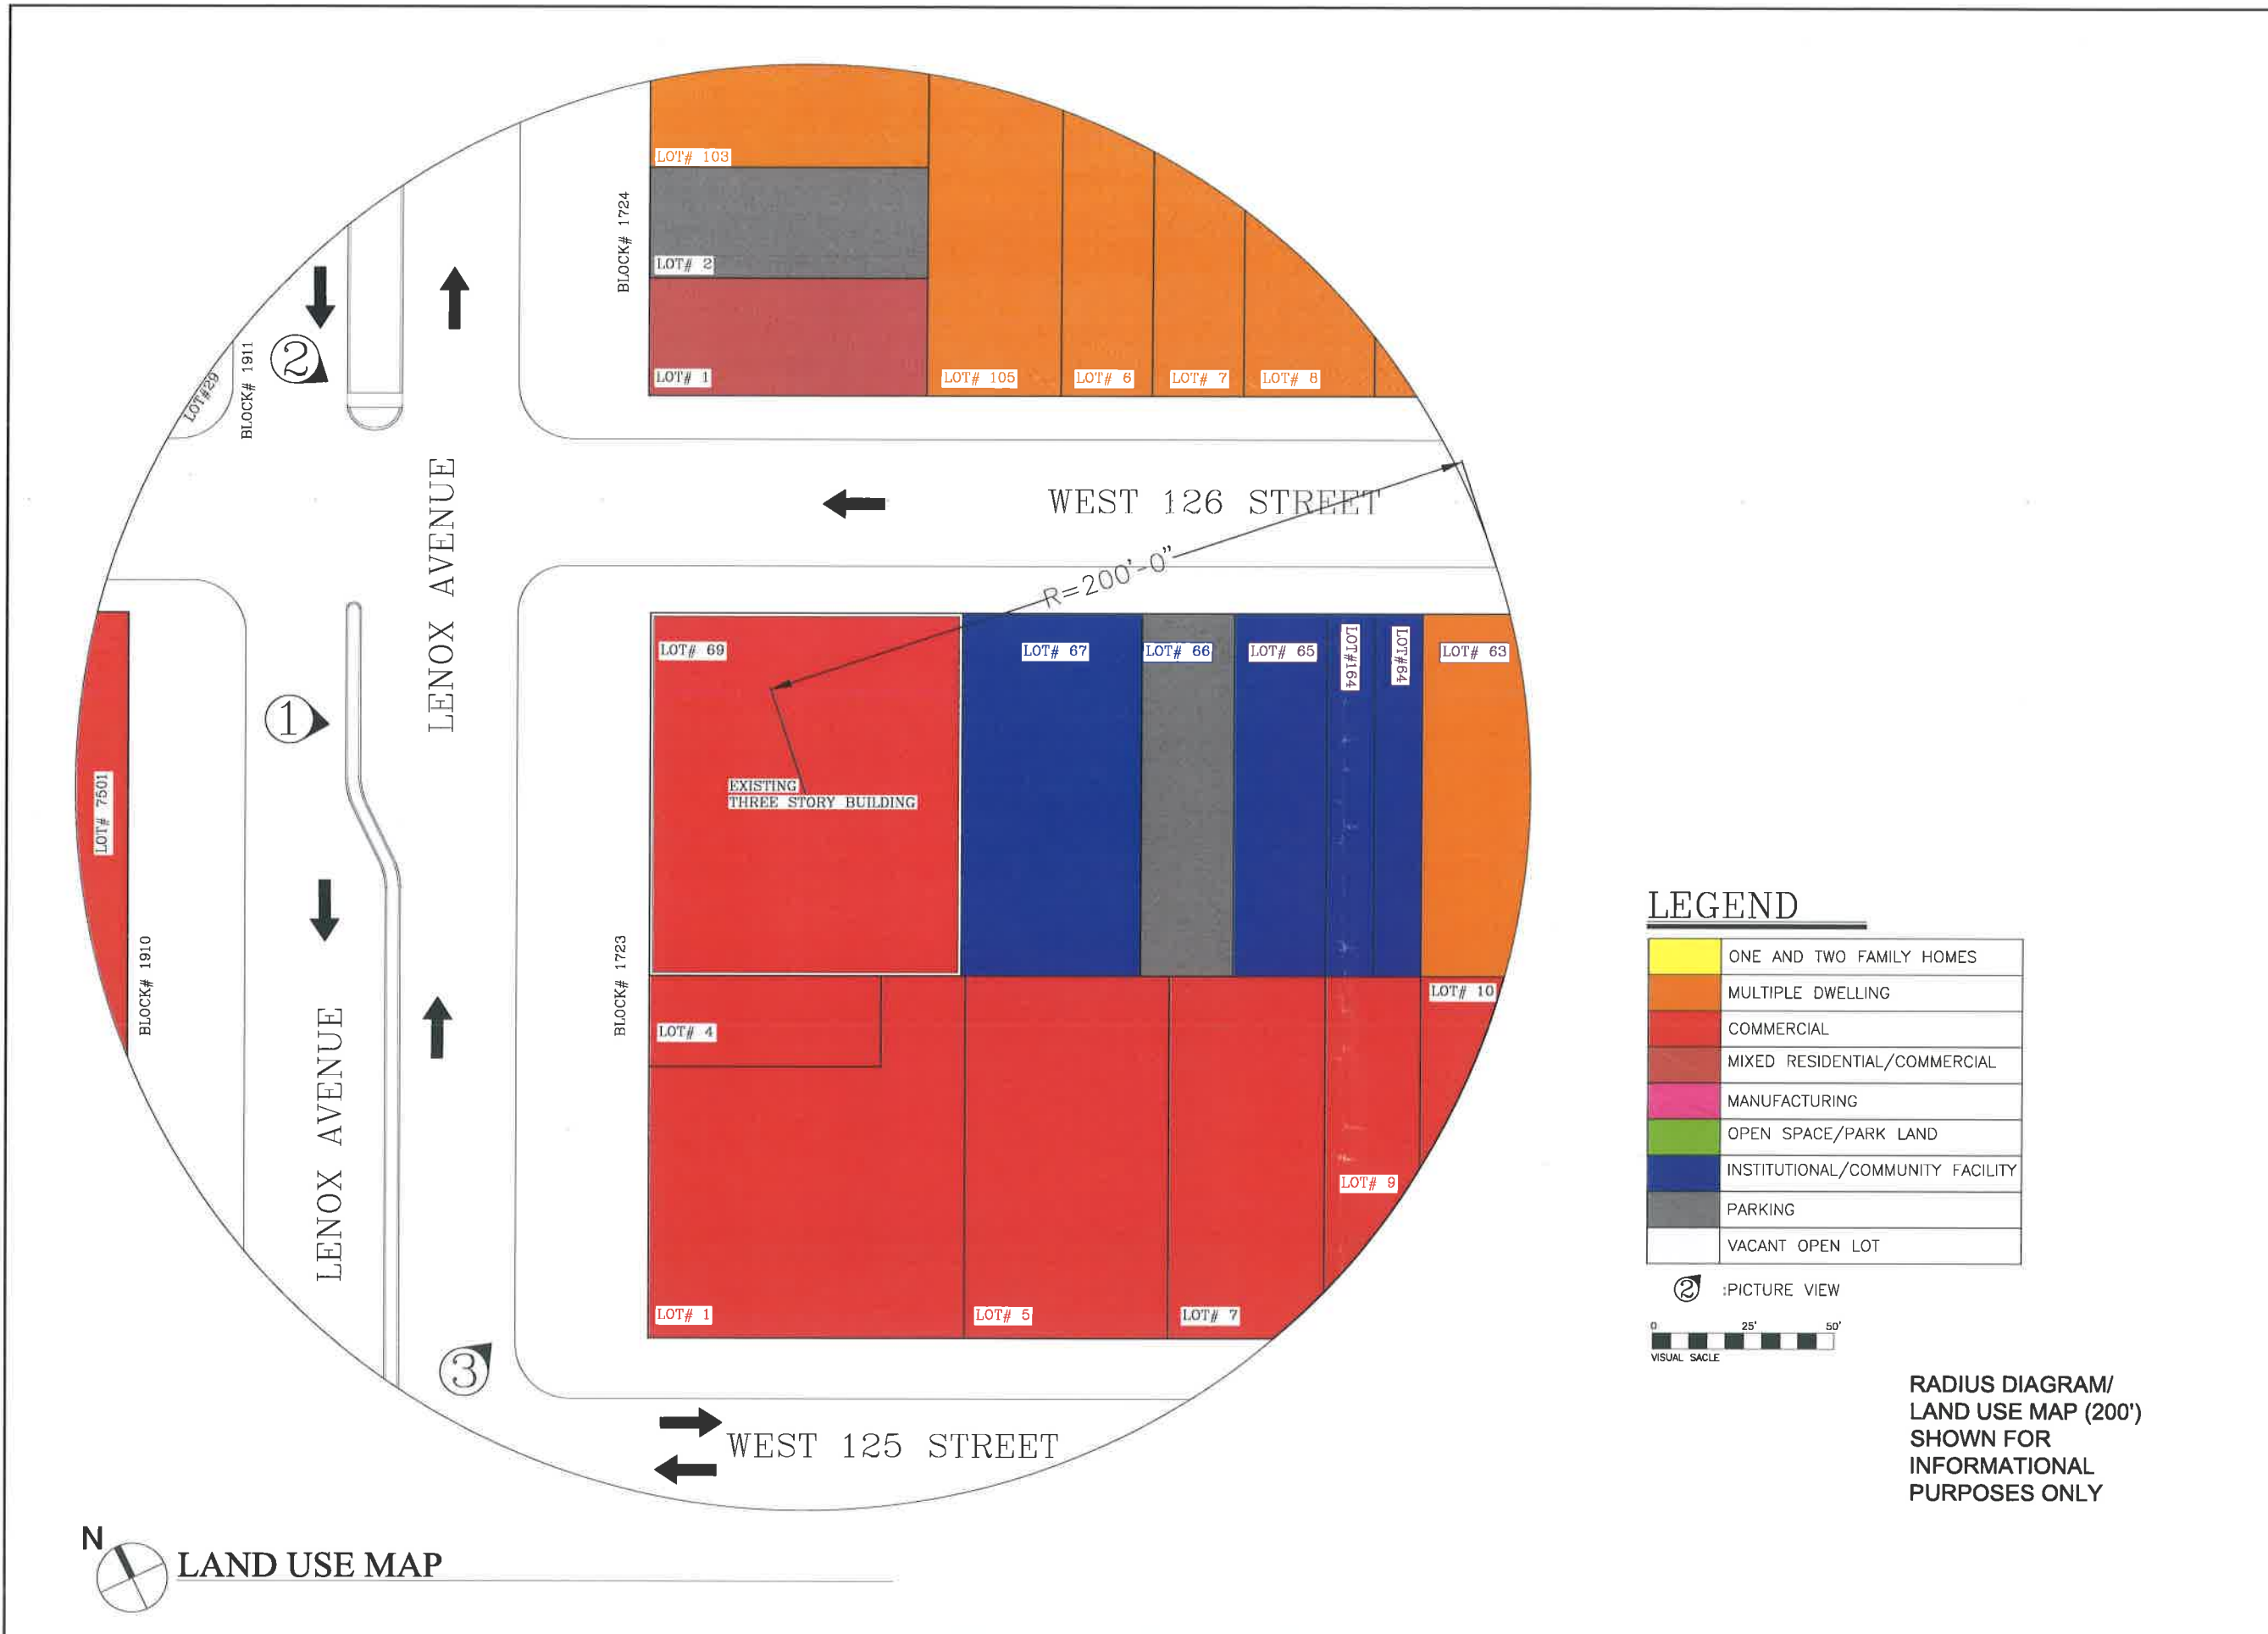 LOT# 103
BLOCK# 1724
LOT# 2
LOT# 1
LOT# 105
LOT# 6
LOT# 7
LOT# 8
2
LOT#29
BLOCK# 1911
LENOX AVENUE
WEST 126 STREET
R=200'-0"
LOT# 69
LOT# 67
LOT# 66
LOT# 65
LOT#164
LOT#64
LOT# 63
1
EXISTING
THREE STORY BUILDING
LOT# 7501
BLOCK# 1910
BLOCK# 1723
LOT# 4
LOT# 10
LENOX AVENUE
LOT# 9
LOT# 1
LOT# 5
LOT# 7
3
WEST 125 STREET
LEGEND
ONE AND TWO FAMILY HOMES
MULTIPLE DWELLING
COMMERCIAL
MIXED RESIDENTIAL/COMMERCIAL
MANUFACTURING
OPEN SPACE/PARK LAND
INSTITUTIONAL/COMMUNITY FACILITY
PARKING
VACANT OPEN LOT
2 :PICTURE VIEW
0 25' 50'
VISUAL SACLE
RADIUS DIAGRAM/
LAND USE MAP (200')
SHOWN FOR
INFORMATIONAL
PURPOSES ONLY
N
LAND USE MAP